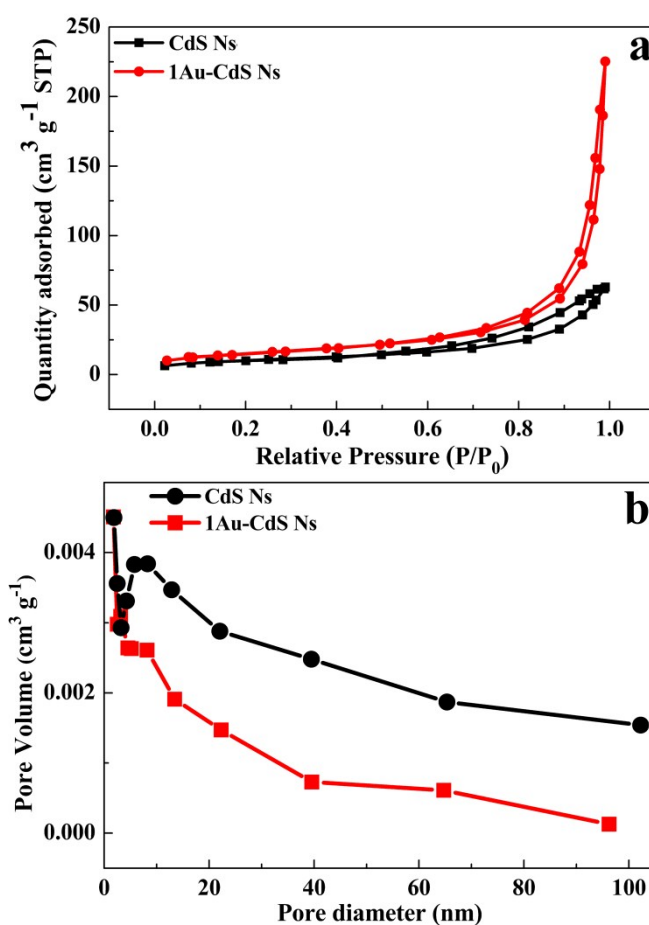 a
CdS Ns
1Au-CdS Ns
250
200
150
100
50
0
Quantity adsorbed (cm³ g⁻¹ STP)
0.0 0.2 0.4 0.6 0.8 1.0
Relative Pressure (P/P₀)
b
CdS Ns
1Au-CdS Ns
0.004
0.002
0.000
Pore Volume (cm³ g⁻¹)
0 20 40 60 80 100
Pore diameter (nm)